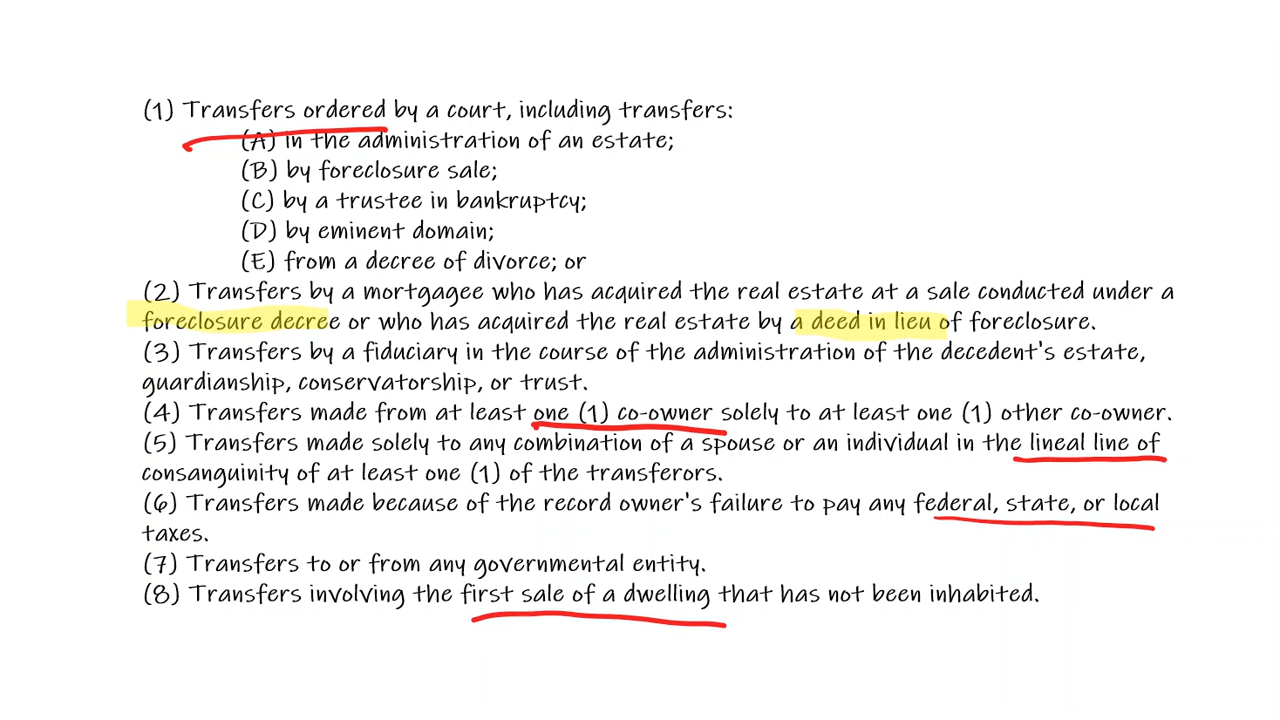 (1) Transfers ordered by a court, including transfers:
(A) in the administration of an estate;
(B) by foreclosure sale;
(C) by a trustee in bankruptcy;
(D) by eminent domain;
(E) from a decree of divorce; or
(2) Transfers by a mortgagee who has acquired the real estate at a sale conducted under a
foreclosure decree or who has acquired the real estate by a deed in lieu of foreclosure.
(3) Transfers by a fiduciary in the course of the administration of the decedent's estate,
guardianship, conservatorship, or trust.
(4) Transfers made from at least one (1) co-owner solely to at least one (1) other co-owner.
(5) Transfers made solely to any combination of a spouse or an individual in the lineal line of
consanguinity of at least one (1) of the transferors.
(6) Transfers made because of the record owner's failure to pay any federal, state, or local
taxes.
(7) Transfers to or from any governmental entity.
(8) Transfers involving the first sale of a dwelling that has not been inhabited.